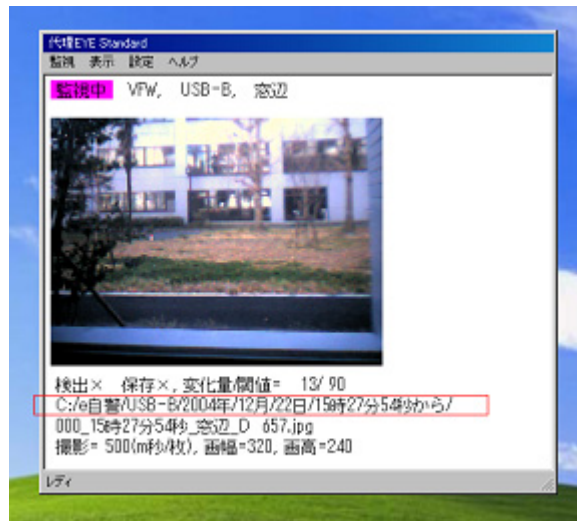 代理EYE Standard
監視 表示 設定 ヘルプ
監視中 VFW, USB-B, 窓辺
検出× 保存×, 変化量/閾値= 13/ 90
C:/e自警/USB-B/2004年/12月/22日/15時27分54秒から/
000_15時27分54秒_窓辺_D 657.jpg
撮影= 500(m秒/枚), 画幅=320, 画高=240
レディ